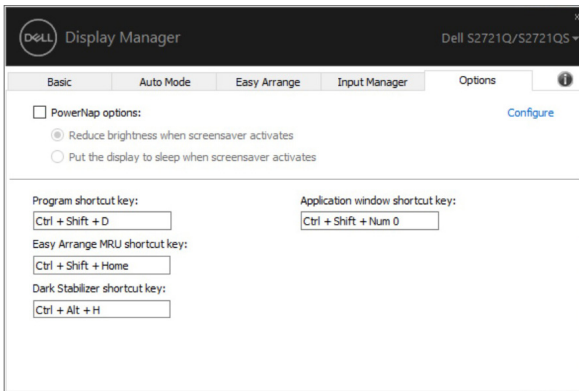 DELL Display Manager
Dell S2721Q/S2721QS
Basic Auto Mode Easy Arrange Input Manager Options
PowerNap options:
Configure
Reduce brightness when screensaver activates
Put the display to sleep when screensaver activates
Program shortcut key:
Application window shortcut key:
Ctrl + Shift + D
Ctrl + Shift + Num 0
Easy Arrange MRU shortcut key:
Ctrl + Shift + Home
Dark Stabilizer shortcut key:
Ctrl + Alt + H